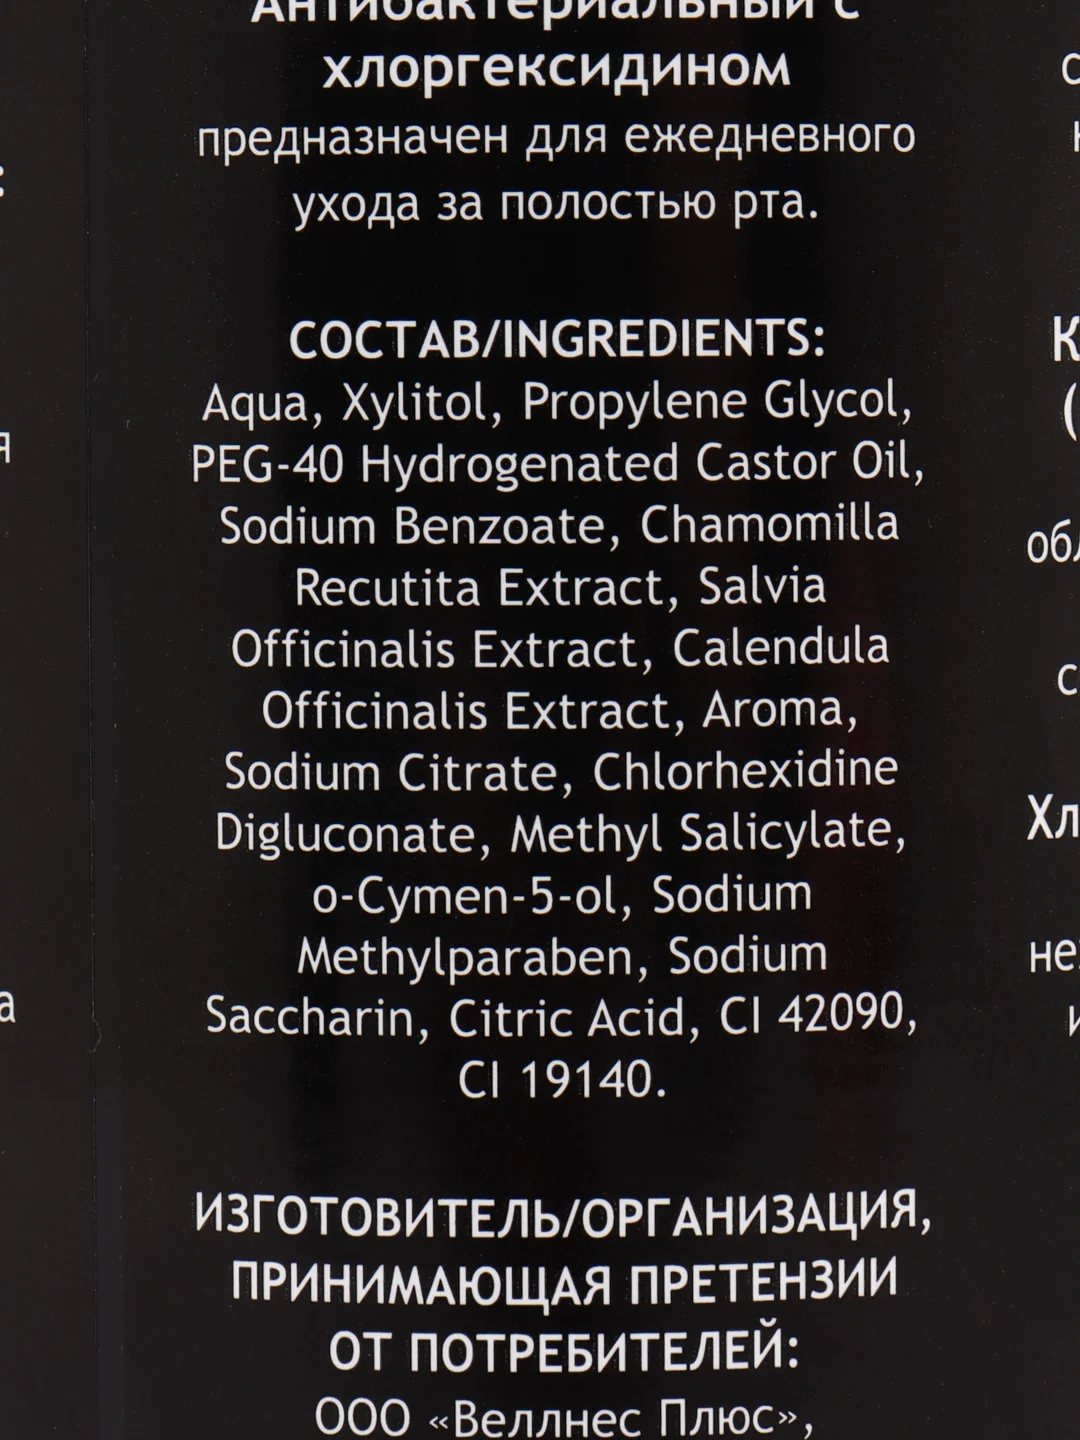 Антибактериальный с
хлоргексидином
предназначен для ежедневного
ухода за полостью рта.
СОСТАВ/INGREDIENTS:
Aqua, Xylitol, Propylene Glycol,
PEG-40 Hydrogenated Castor Oil,
Sodium Benzoate, Chamomilla
Recutita Extract, Salvia
Officinalis Extract, Calendula
Officinalis Extract, Aroma,
Sodium Citrate, Chlorhexidine
Digluconate, Methyl Salicylate,
o-Cymen-5-ol, Sodium
Methylparaben, Sodium
Saccharin, Citric Acid, CI 42090,
CI 19140.
ИЗГОТОВИТЕЛЬ/ОРГАНИЗАЦИЯ,
ПРИНИМАЮЩАЯ ПРЕТЕНЗИИ
ОТ ПОТРЕБИТЕЛЕЙ:
ООО «Веллнес Плюс»,